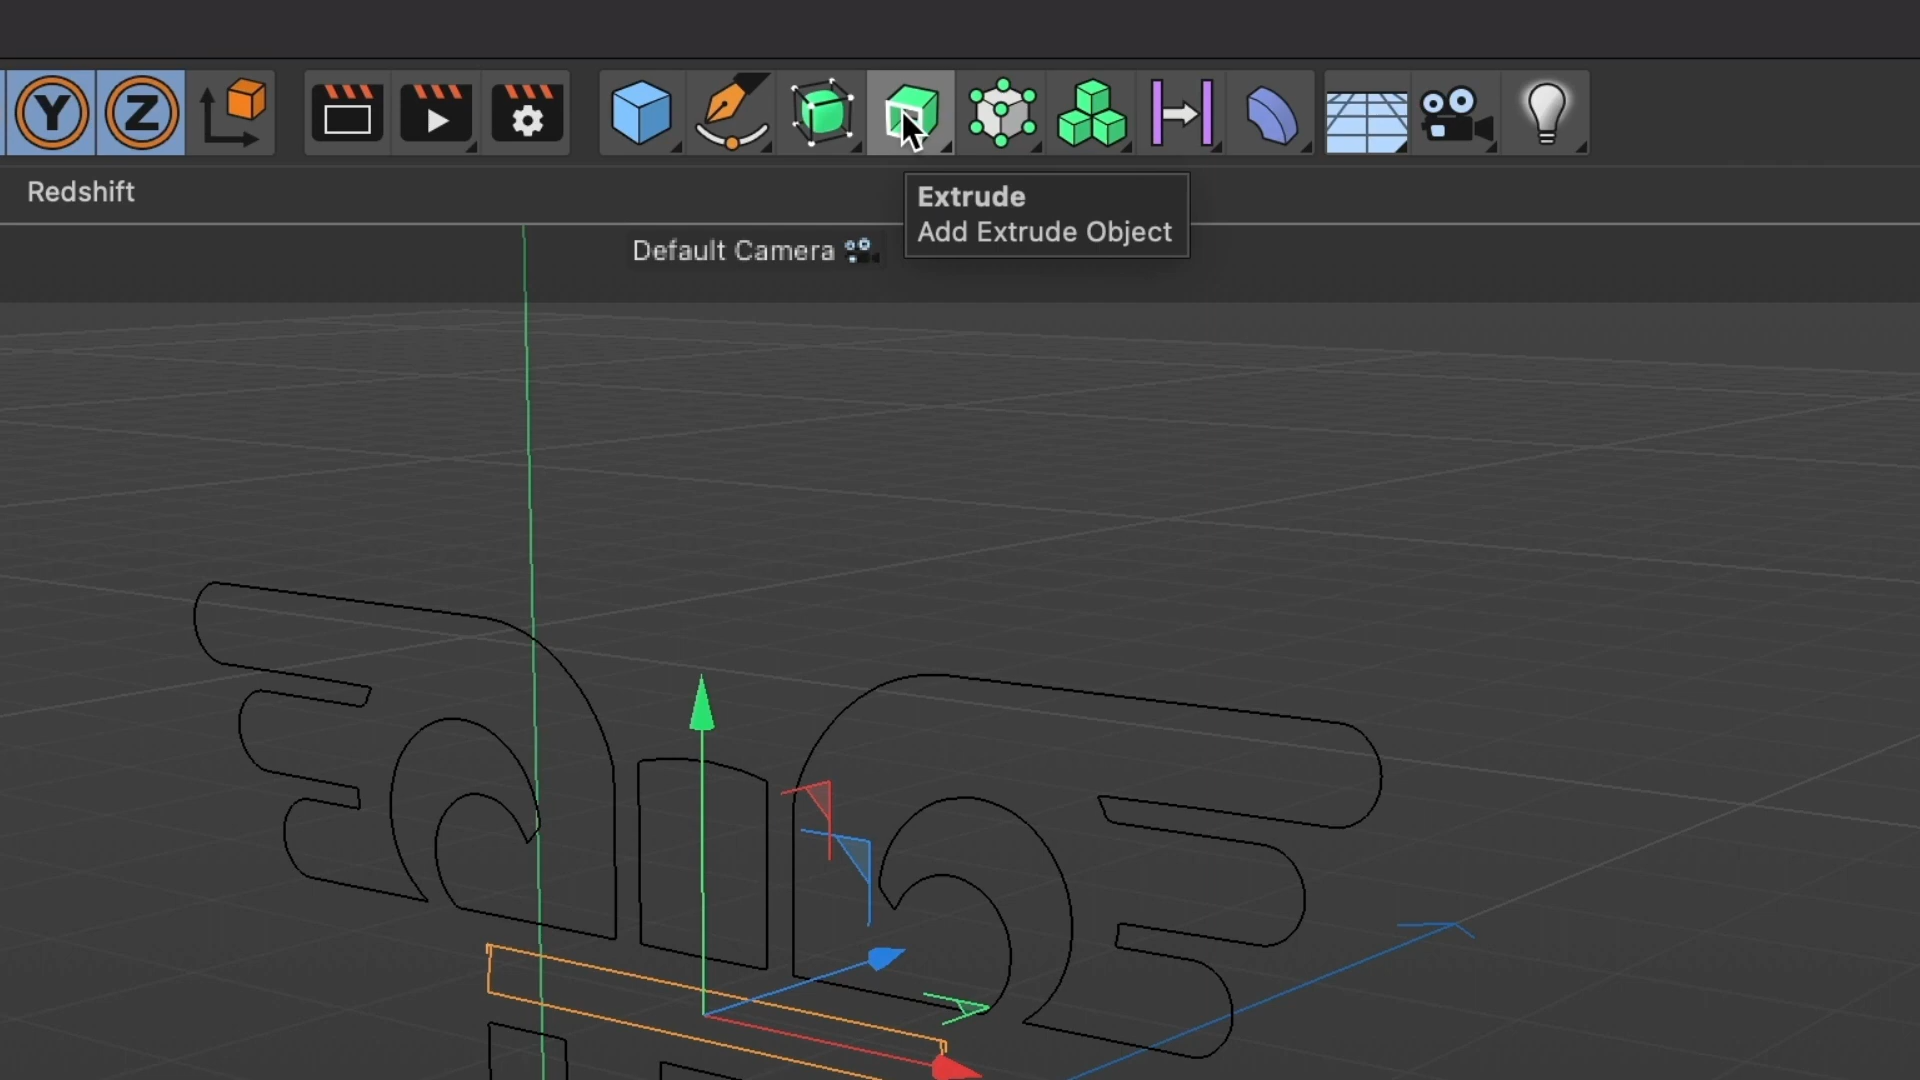 Y Z
Redshift
Extrude
Add Extrude Object
Default Camera